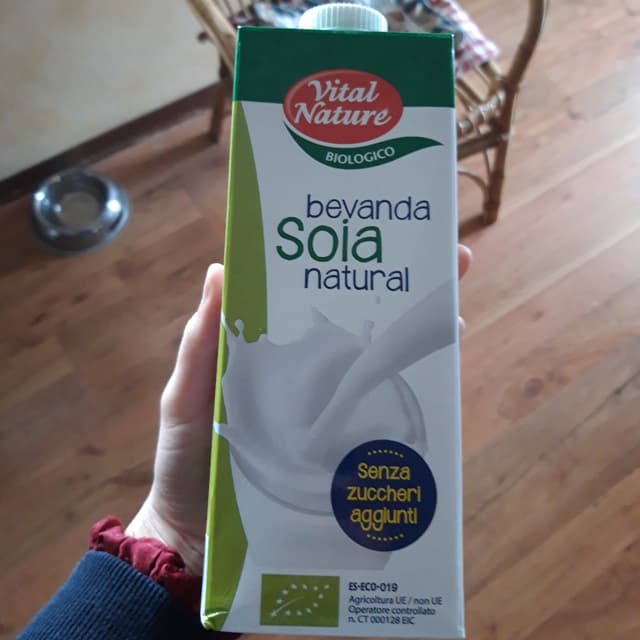 Vital
Nature
BIOLOGICO
bevanda
Soia
natural
Senza
zuccheri
aggiunti
ES-ECO-019
Agricoltura UE / non UE
Operatore controllato
n. CT 000128 EIC